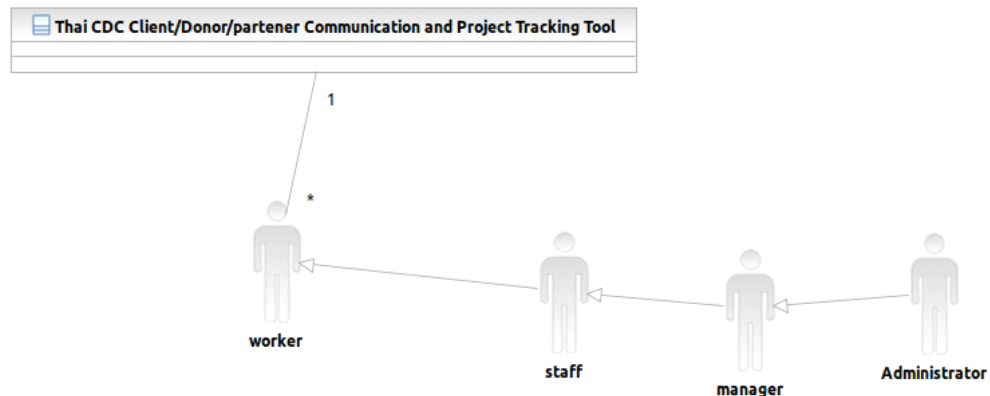 Thai CDC Client/Donor/partener Communication and Project Tracking Tool
1
*
worker
staff
manager
Administrator